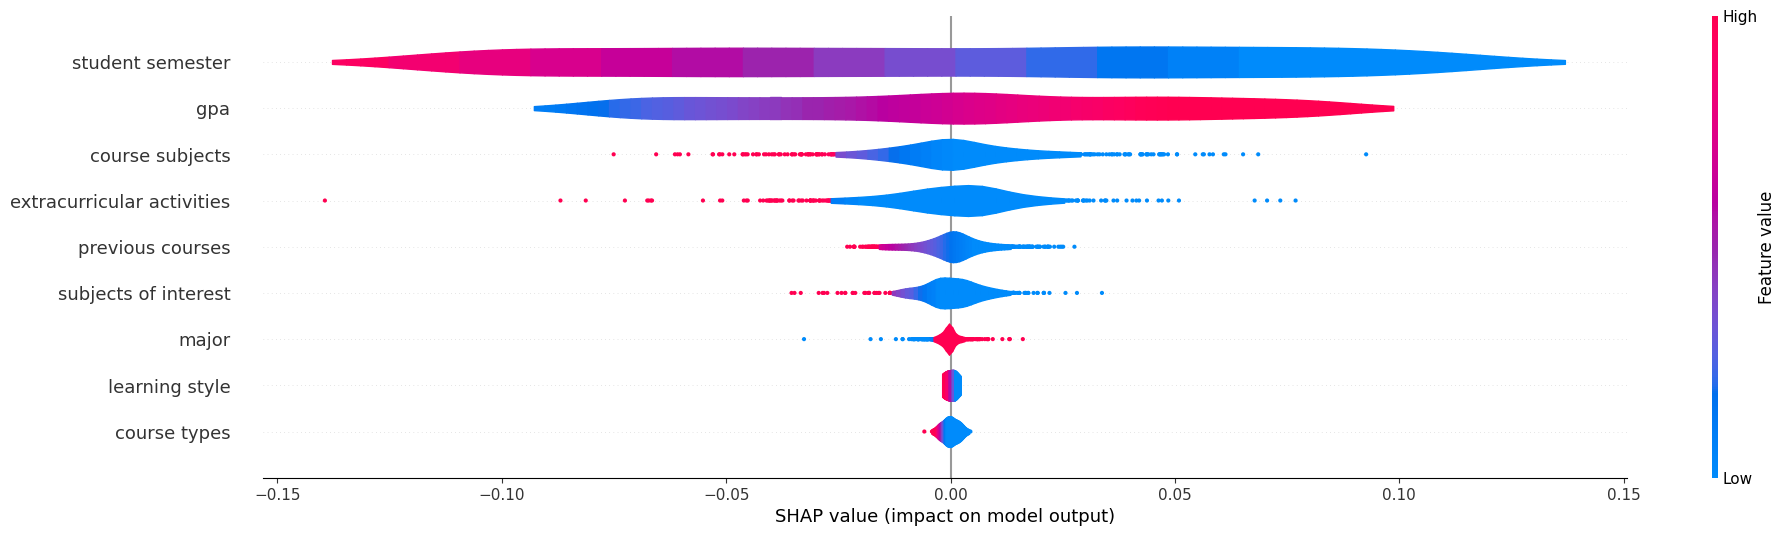 High
student semester
gpa
course subjects
extracurricular activities
previous courses
subjects of interest
major
learning style
course types
Feature value
Low
−0.15 −0.10 −0.05 0.00 0.05 0.10 0.15
SHAP value (impact on model output)